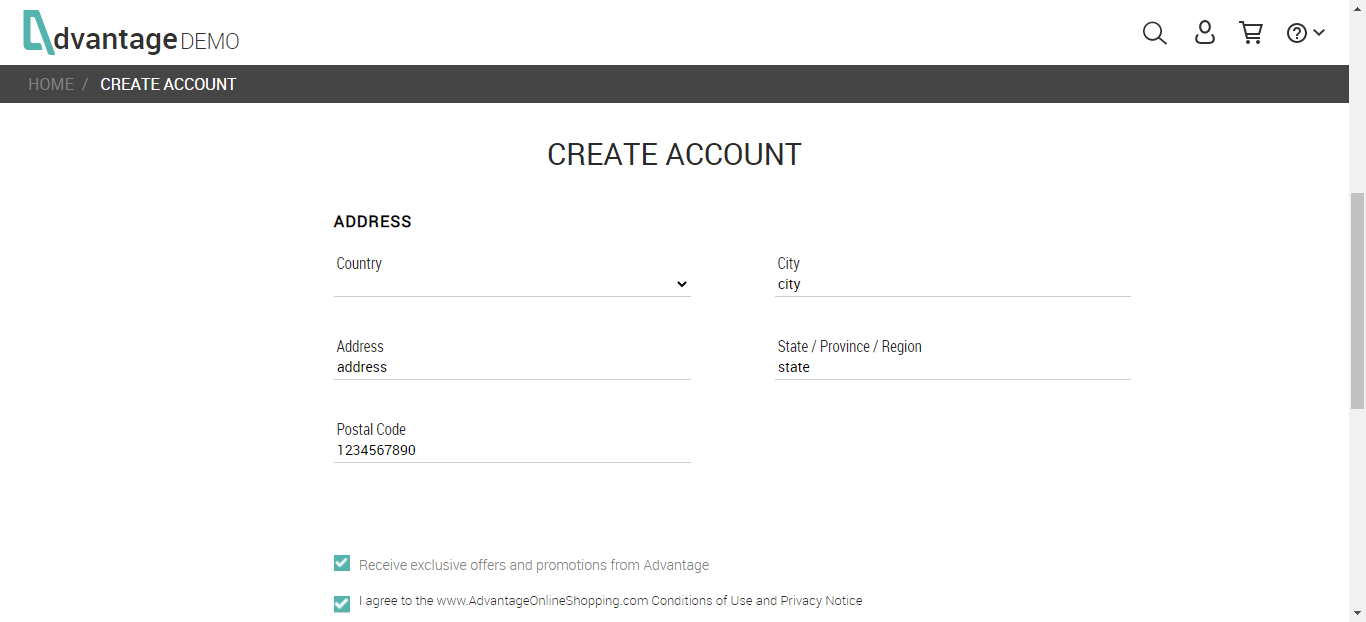 dvantage DEMO
HOME / CREATE ACCOUNT
CREATE ACCOUNT
ADDRESS
Country
City
city
Address
address
State / Province / Region
state
Postal Code
1234567890
Receive exclusive offers and promotions from Advantage
I agree to the www.AdvantageOnlineShopping.com Conditions of Use and Privacy Notice